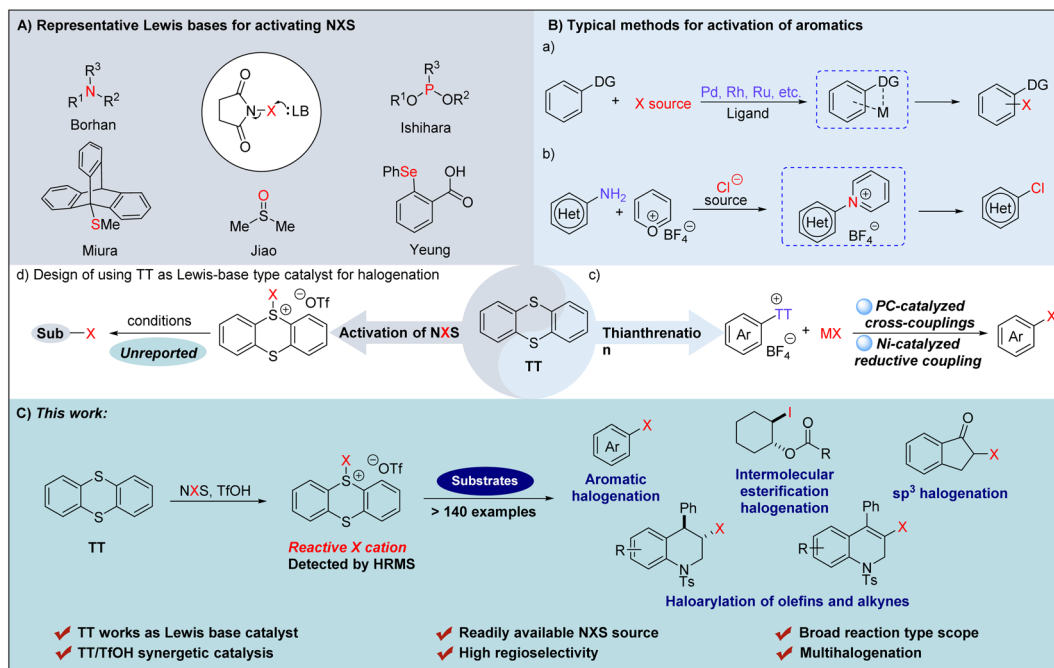 A) Representative Lewis bases for activating NXS
R³
N
R¹ R²
Borhan
O
N X :LB
O
R³
P
R¹O OR²
Ishihara
SMe
Miura
O
S
Me Me
Jiao
PhSe O
OH
Yeung
B) Typical methods for activation of aromatics
a)
DG
+ X source
Pd, Rh, Ru, etc.
Ligand
DG
M
DG
X
b)
Het NH₂
+
O ⊕ BF₄⊖
Cl⊖
source
Het N ⊕
BF₄⊖
Het Cl
d) Design of using TT as Lewis-base type catalyst for halogenation
Sub X
conditions
Unreported
X
S ⊕ ⊖OTf
S
Activation of NXS
S
S
TT
Thianthrenatio
n
c)
⊕
TT
Ar
BF₄⊖
+ MX
PC-catalyzed
cross-couplings
Ni-catalyzed
reductive coupling
X
Ar
C) This work:
S
S
TT
NXS, TfOH
X
S ⊕ ⊖OTf
S
Reactive X cation
Detected by HRMS
Substrates
> 140 examples
X
Ar
Aromatic
halogenation
I
O
O R
Intermolecular
esterification
halogenation
O
X
sp³ halogenation
Ph
X
R
N
Ts
Ph
X
R
N
Ts
Haloarylation of olefins and alkynes
TT works as Lewis base catalyst
TT/TfOH synergetic catalysis
Readily available NXS source
High regioselectivity
Broad reaction type scope
Multihalogenation